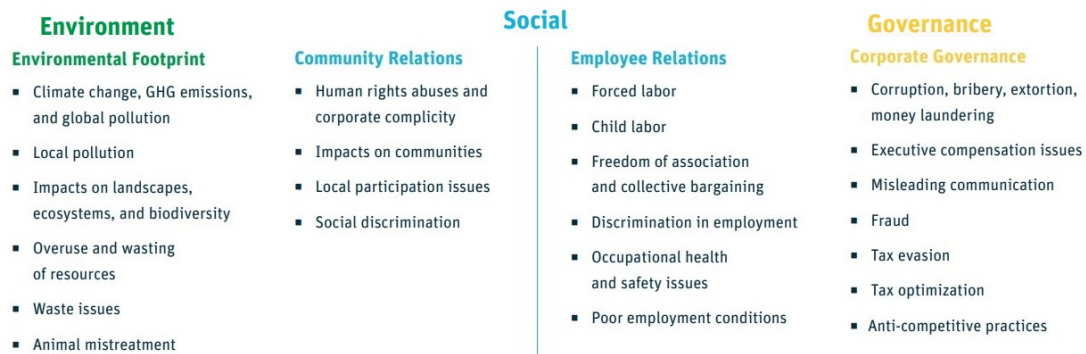 Environment
Environmental Footprint
▪ Climate change, GHG emissions,
and global pollution
▪ Local pollution
▪ Impacts on landscapes,
ecosystems, and biodiversity
▪ Overuse and wasting
of resources
▪ Waste issues
▪ Animal mistreatment
Social
Community Relations
▪ Human rights abuses and
corporate complicity
▪ Impacts on communities
▪ Local participation issues
▪ Social discrimination
Employee Relations
▪ Forced labor
▪ Child labor
▪ Freedom of association
and collective bargaining
▪ Discrimination in employment
▪ Occupational health
and safety issues
▪ Poor employment conditions
Governance
Corporate Governance
▪ Corruption, bribery, extortion,
money laundering
▪ Executive compensation issues
▪ Misleading communication
▪ Fraud
▪ Tax evasion
▪ Tax optimization
▪ Anti-competitive practices